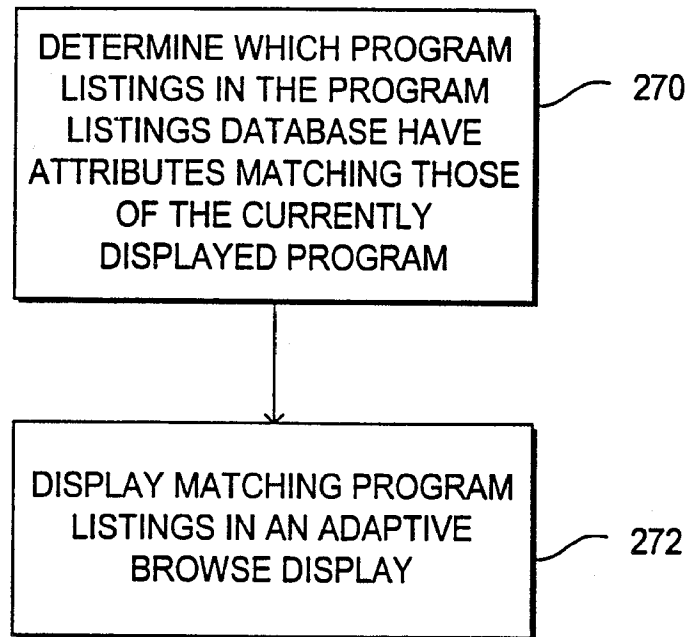 DETERMINE WHICH PROGRAM
LISTINGS IN THE PROGRAM
LISTINGS DATABASE HAVE
ATTRIBUTES MATCHING THOSE
OF THE CURRENTLY
DISPLAYED PROGRAM
270
DISPLAY MATCHING PROGRAM
LISTINGS IN AN ADAPTIVE
BROWSE DISPLAY
272